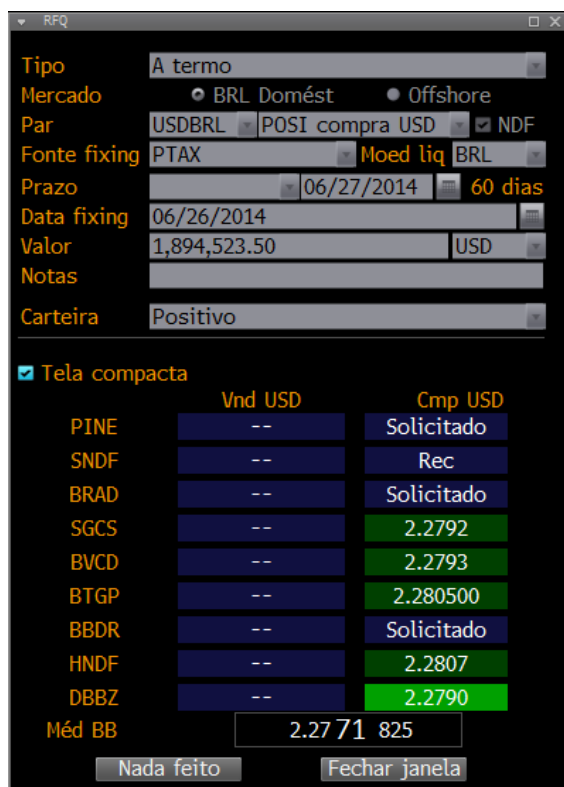 RFQ
Tipo A termo
Mercado BRL Domést Offshore
Par USDBRL POSI compra USD NDF
Fonte fixing PTAX Moed liq BRL
Prazo 06/27/2014 60 dias
Data fixing 06/26/2014
Valor 1,894,523.50 USD
Notas
Carteira Positivo
Tela compacta
Vnd USD Cmp USD
PINE -- Solicitado
SNDF -- Rec
BRAD -- Solicitado
SGCS -- 2.2792
BVCD -- 2.2793
BTGP -- 2.280500
BBDR -- Solicitado
HNDF -- 2.2807
DBBZ -- 2.2790
Méd BB 2.27 71 825
Nada feito Fechar janela